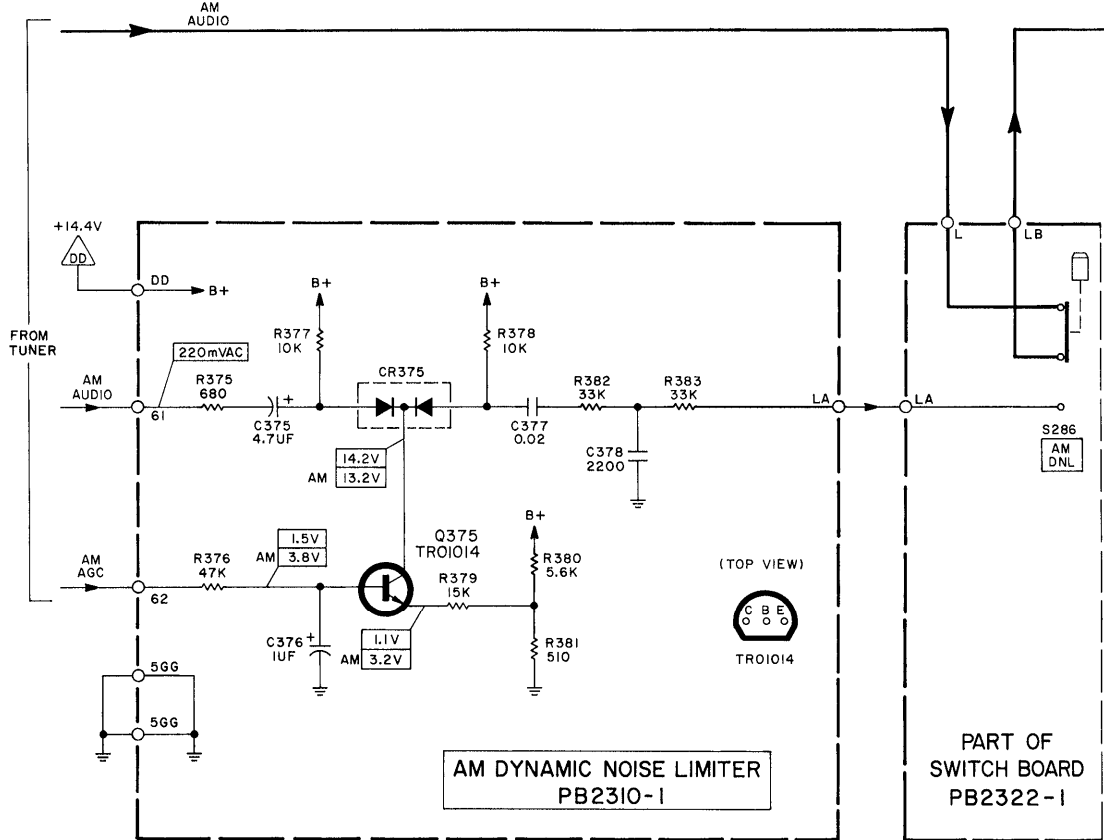 AM
AUDIO
AM
AUDIO
+14.4V
DD
DD
B+
FROM
TUNER
L
LB
B+
B+
R377
10K
R378
10K
220mVAC
AM
AUDIO
61
R375
680
C375
4.7UF
+
CR375
C377
0.02
R382
33K
R383
33K
C378
2200
LA
LA
S286
AM
DNL
14.2V
AM 13.2V
AM
AGC
62
R376
47K
1.5V
AM 3.8V
Q375
TR01014
R379
15K
B+
R380
5.6K
R381
510
C376
1UF
+
1.1V
AM 3.2V
(TOP VIEW)
C B E
TR01014
5GG
5GG
AM DYNAMIC NOISE LIMITER
PB2310-1
PART OF
SWITCH BOARD
PB2322-1